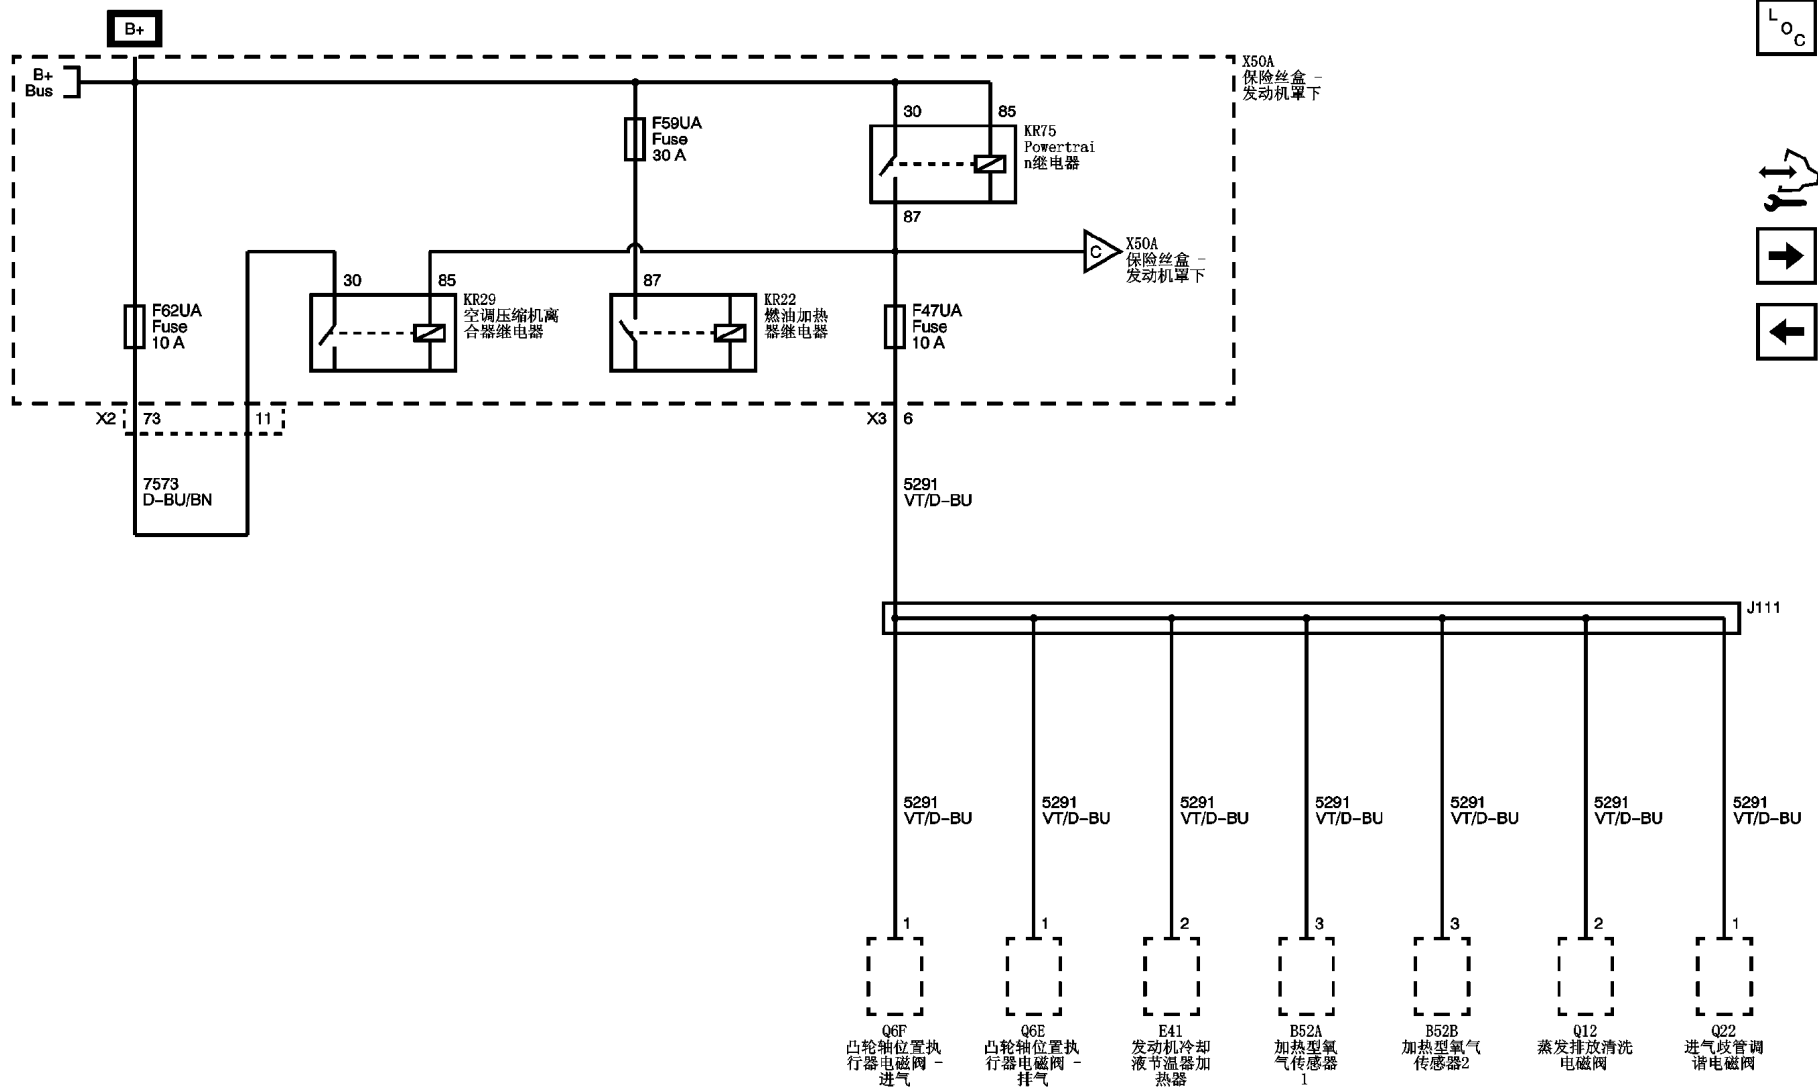 B+
L
O
C
B+
Bus
X50A
保险丝盒 -
发动机罩下
30
85
F59UA
Fuse
30 A
KR75
Powertrai
n继电器
87
C
X50A
保险丝盒 -
发动机罩下
30
85
87
F62UA
Fuse
10 A
KR29
空调压缩机离
合器继电器
KR22
燃油加热
器继电器
F47UA
Fuse
10 A
X2
73
11
X3
6
7573
D-BU/BN
5291
VT/D-BU
J111
5291
VT/D-BU
5291
VT/D-BU
5291
VT/D-BU
5291
VT/D-BU
5291
VT/D-BU
5291
VT/D-BU
5291
VT/D-BU
1
1
2
3
3
2
1
Q6F
凸轮轴位置执
行器电磁阀 -
进气
Q6E
凸轮轴位置执
行器电磁阀 -
排气
E41
发动机冷却
液节温器加
热器
B52A
加热型氧
气传感器
1
B52B
加热型氧气
传感器2
Q12
蒸发排放清洗
电磁阀
Q22
进气歧管调
谐电磁阀